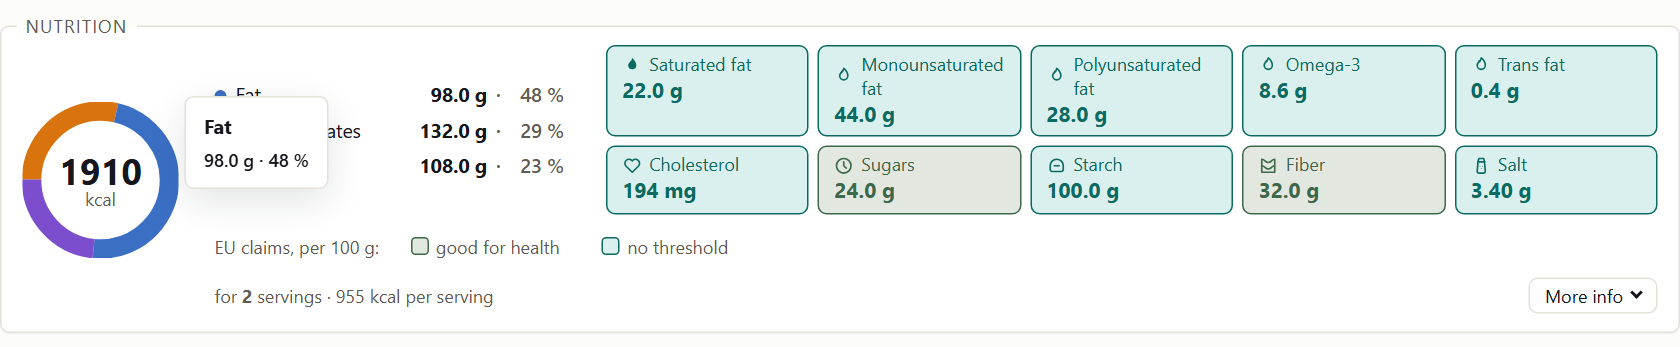 NUTRITION
1910
kcal
Fat 98.0 g · 48 %
ates 132.0 g · 29 %
108.0 g · 23 %
Fat
98.0 g · 48 %
Saturated fat
22.0 g
Monounsaturated
fat
44.0 g
Polyunsaturated
fat
28.0 g
Omega-3
8.6 g
Trans fat
0.4 g
Cholesterol
194 mg
Sugars
24.0 g
Starch
100.0 g
Fiber
32.0 g
Salt
3.40 g
EU claims, per 100 g: good for health no threshold
for 2 servings · 955 kcal per serving
More info